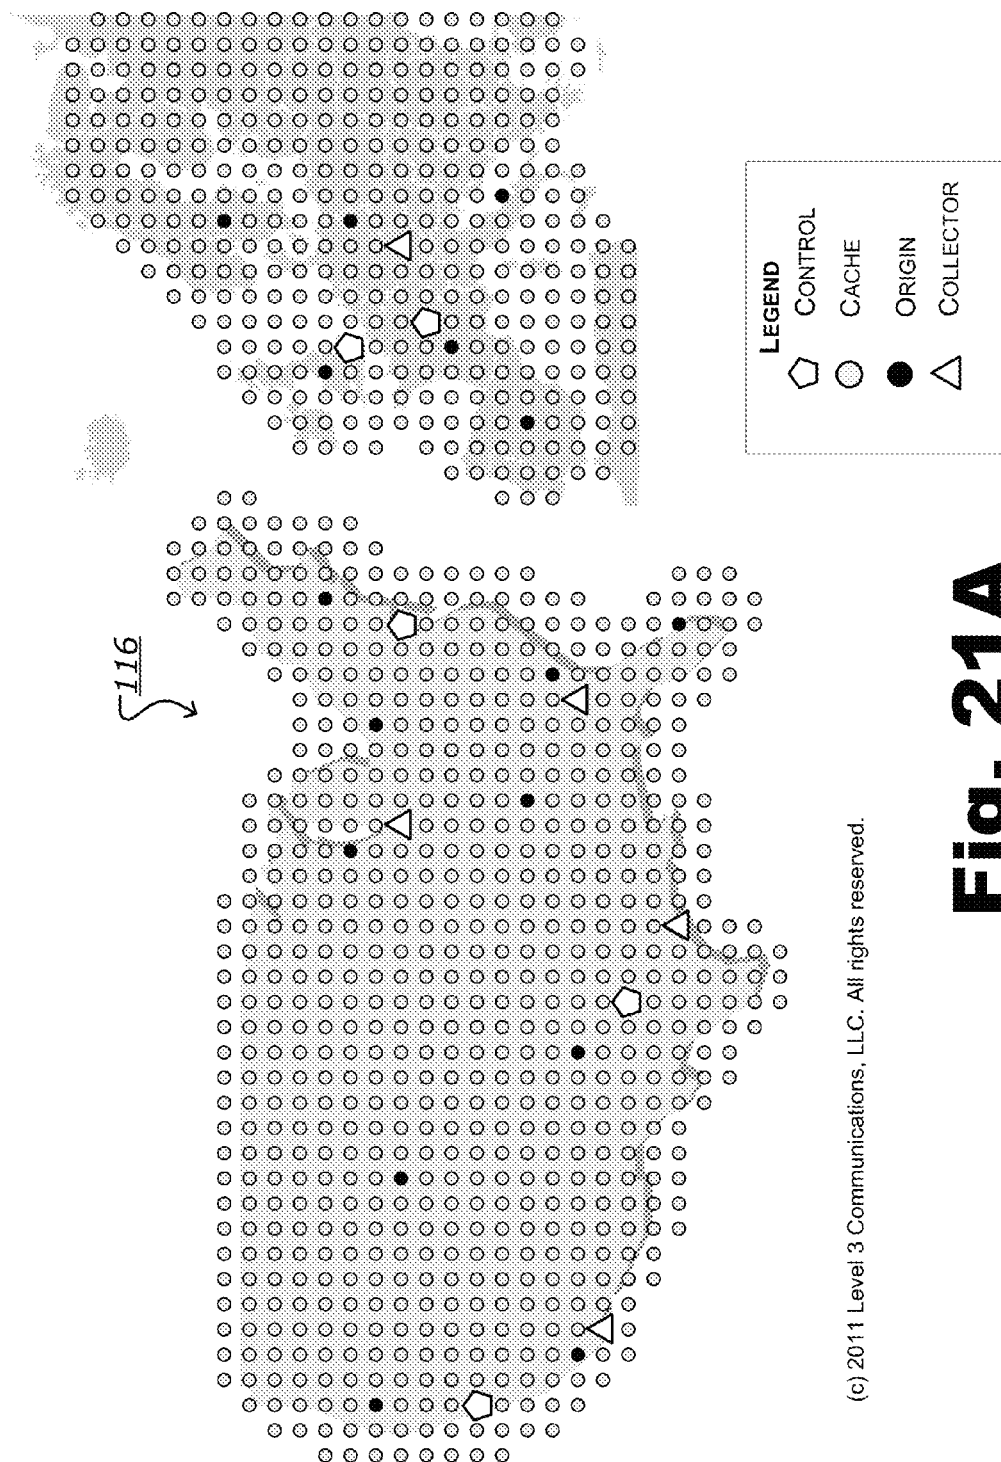 116
LEGEND
CONTROL
CACHE
ORIGIN
COLLECTOR
(c) 2011 Level 3 Communications, LLC. All rights reserved.
Fig. 21A